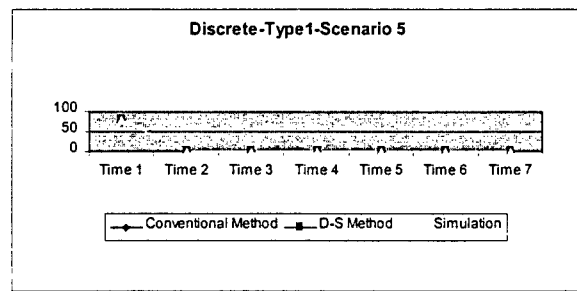 Discrete-Type1-Scenario 5
100
50
0
Time 1 Time 2 Time 3 Time 4 Time 5 Time 6 Time 7
Conventional Method D-S Method Simulation